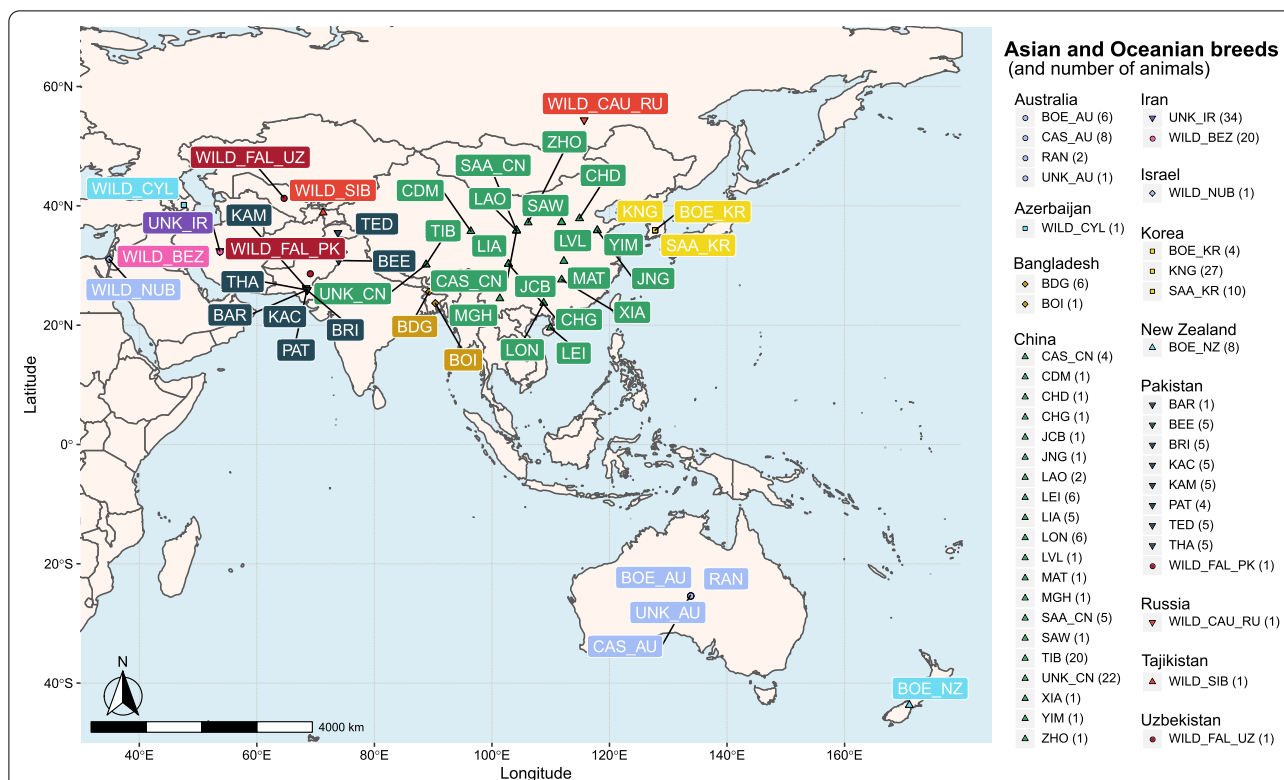 60°N
40°N
20°N
0°
20°S
40°S
Latitude
WILD_CAU_RU
ZHO
WILD_FAL_UZ
SAA_CN
CHD
WILD_CYL
WILD_SIB
CDM
LAO
SAW
KNG
BOE_KR
KAM
UNK_IR
TED
TIB
LIA
LVL
YIM
SAA_KR
WILD_FAL_PK
WILD_BEZ
BEE
CAS_CN
MAT
JNG
WILD_NUB
THA
UNK_CN
JCB
BAR
KAC
BRI
MGH
CHG
XIA
BDG
PAT
BOI
LON
LEI
BOE_AU
RAN
UNK_AU
CAS_AU
BOE_NZ
N
4000 km
40°E
60°E
80°E
100°E
120°E
140°E
160°E
Longitude
Asian and Oceanian breeds
(and number of animals)
Australia
BOE_AU (6)
CAS_AU (8)
RAN (2)
UNK_AU (1)
Azerbaijan
WILD_CYL (1)
Bangladesh
BDG (6)
BOI (1)
China
CAS_CN (4)
CDM (1)
CHD (1)
CHG (1)
JCB (1)
JNG (1)
LAO (2)
LEI (6)
LIA (5)
LON (6)
LVL (1)
MAT (1)
MGH (1)
SAA_CN (5)
SAW (1)
TIB (20)
UNK_CN (22)
XIA (1)
YIM (1)
ZHO (1)
Iran
UNK_IR (34)
WILD_BEZ (20)
Israel
WILD_NUB (1)
Korea
BOE_KR (4)
KNG (27)
SAA_KR (10)
New Zealand
BOE_NZ (8)
Pakistan
BAR (1)
BEE (5)
BRI (5)
KAC (5)
KAM (5)
PAT (4)
TED (5)
THA (5)
WILD_FAL_PK (1)
Russia
WILD_CAU_RU (1)
Tajikistan
WILD_SIB (1)
Uzbekistan
WILD_FAL_UZ (1)